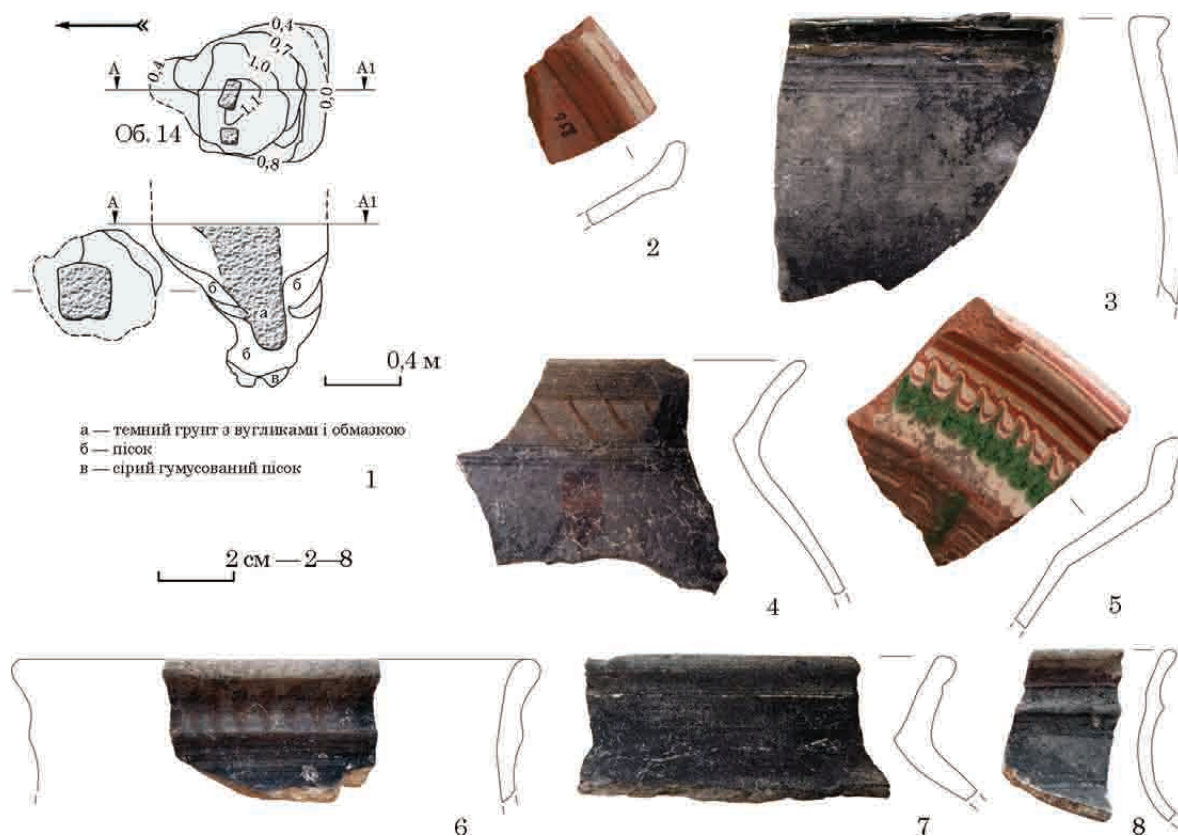 0,4
0,7
1,0
0,4
1,1
0,0
0,8
А
А1
Об. 14
А
А1
б
б
а
б
в
0,4 м
а — темний грунт з вугликами і обмазкою
б — пісок
в — сірий гумусований пісок
1
2 см — 2—8
2
3
4
5
6
7
8